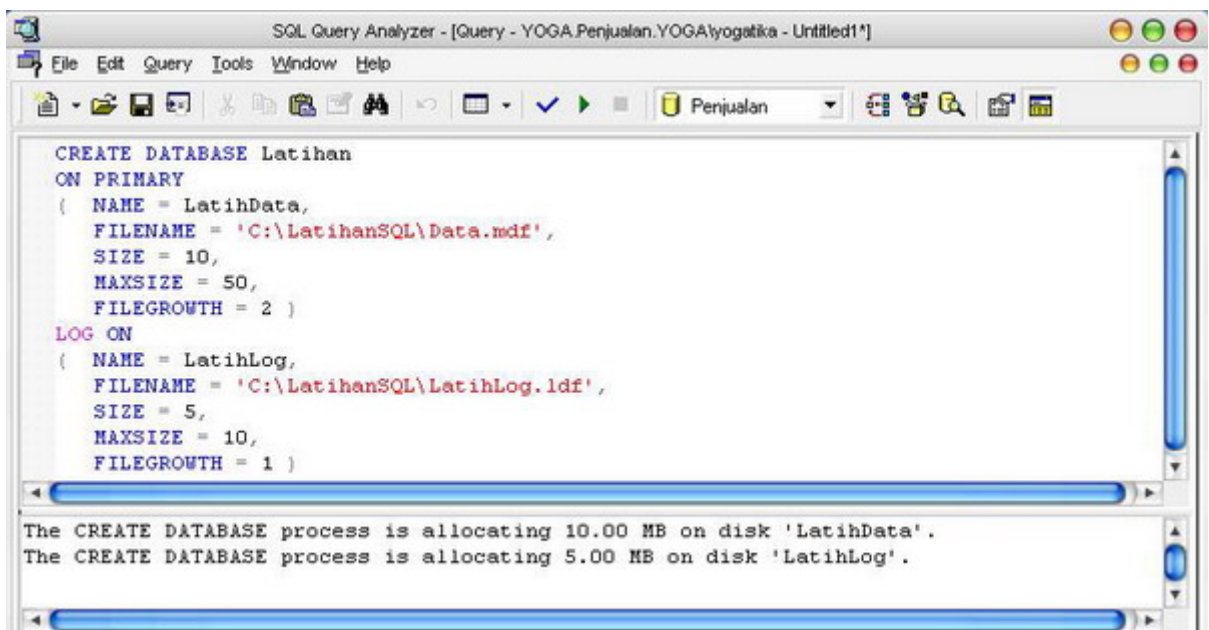 SQL Query Analyzer - [Query - YOGA.Penjualan.YOGA\yogatika - Untitled1*]
File Edit Query Tools Window Help
Penjualan
CREATE DATABASE Latihan
ON PRIMARY
( NAME = LatihData,
FILENAME = 'C:\LatihanSQL\Data.mdf',
SIZE = 10,
MAXSIZE = 50,
FILEGROWTH = 2 )
LOG ON
( NAME = LatihLog,
FILENAME = 'C:\LatihanSQL\LatihLog.ldf',
SIZE = 5,
MAXSIZE = 10,
FILEGROWTH = 1 )
The CREATE DATABASE process is allocating 10.00 MB on disk 'LatihData'.
The CREATE DATABASE process is allocating 5.00 MB on disk 'LatihLog'.